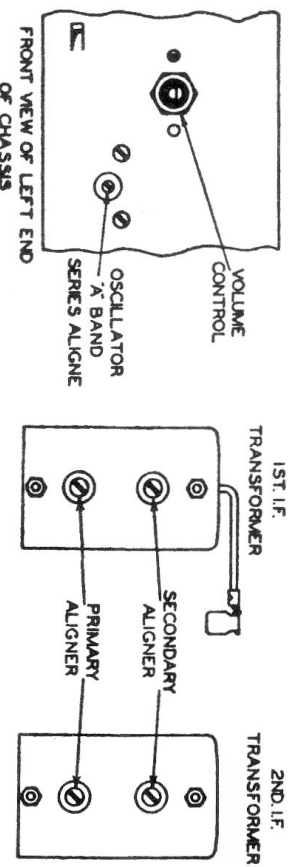 VOLUME
CONTROL
OSCILLATOR
"A" BAND
SERIES ALIGNE
FRONT VIEW OF LEFT END
OF CHASSIS
1ST. I.F.
TRANSFORMER
SECONDARY
ALIGNER
PRIMARY
ALIGNER
2ND. I.F.
TRANSFORMER